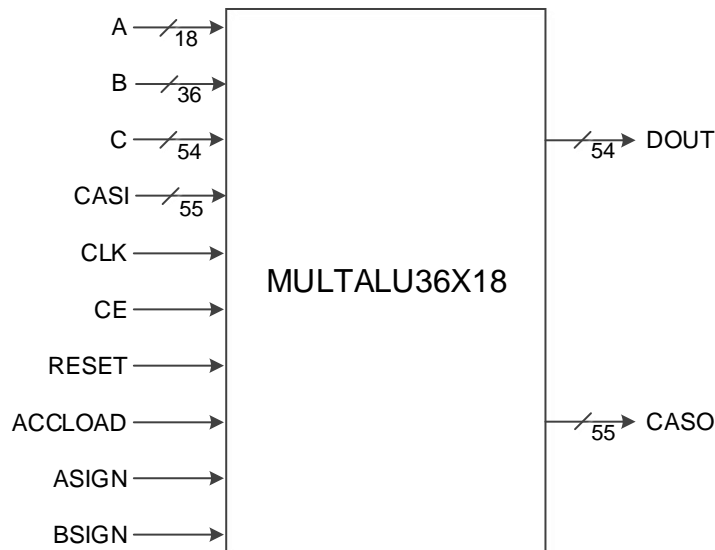 A
18
B
36
C
54
CASI
55
CLK
CE
RESET
ACCLOAD
ASIGN
BSIGN
MULTALU36X18
54
DOUT
55
CASO